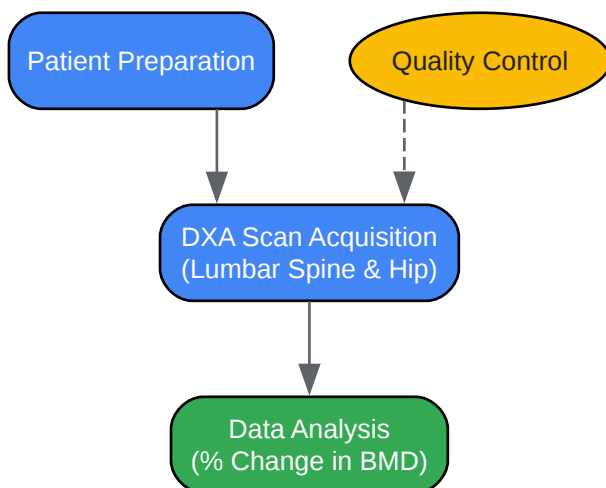 Patient Preparation
Quality Control
DXA Scan Acquisition
(Lumbar Spine & Hip)
Data Analysis
(% Change in BMD)